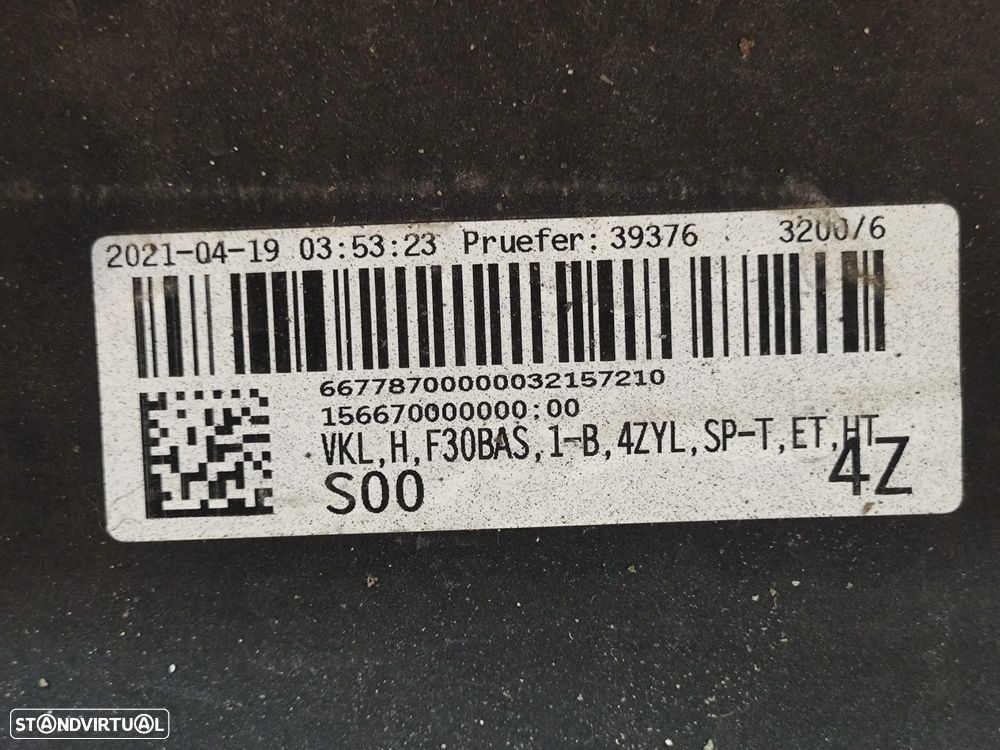 2021-04-19 03:53:23 Pruefer: 39376 3200/6
66778700000032157210
156670000000:00
VKL,H,F30BAS,1-B,4ZYL,SP-T,ET,HT
S00 4Z
STANDVIRTUAL